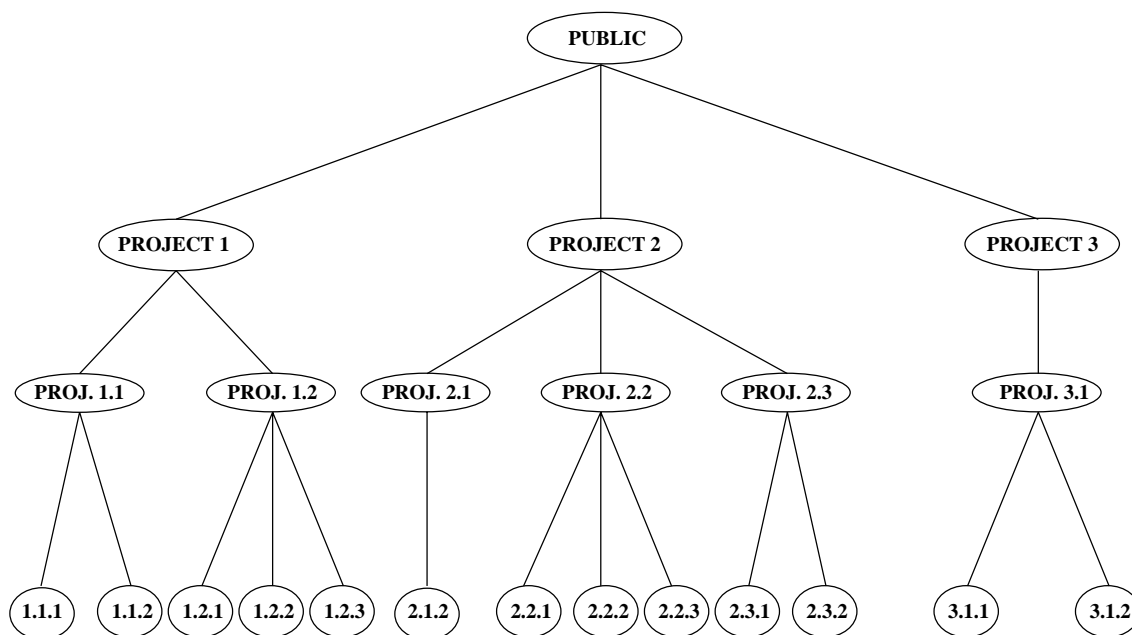 PUBLIC
PROJECT 1
PROJECT 2
PROJECT 3
PROJ. 1.1
PROJ. 1.2
PROJ. 2.1
PROJ. 2.2
PROJ. 2.3
PROJ. 3.1
1.1.1
1.1.2
1.2.1
1.2.2
1.2.3
2.1.2
2.2.1
2.2.2
2.2.3
2.3.1
2.3.2
3.1.1
3.1.2